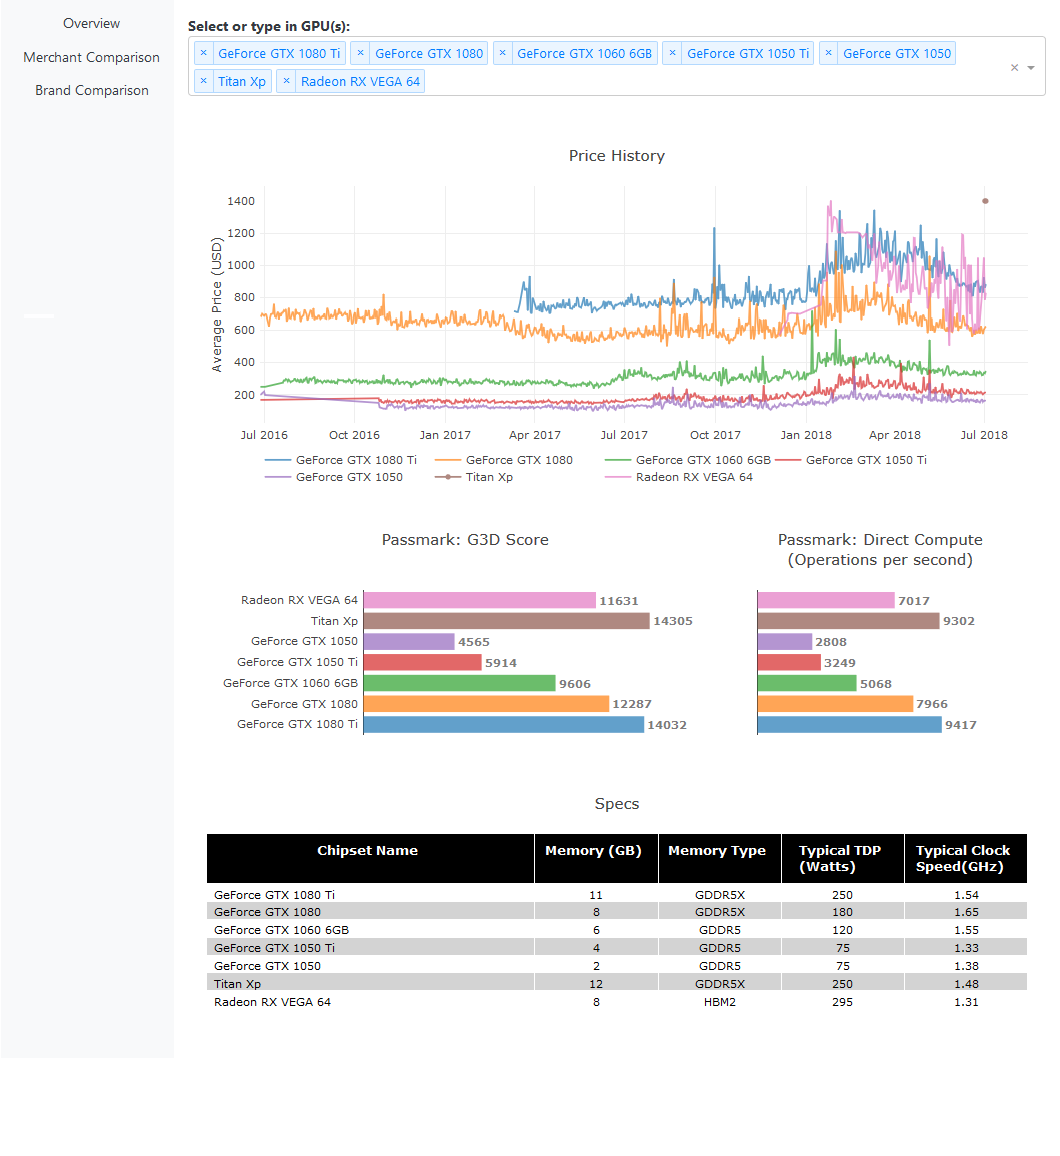 Overview
Merchant Comparison
Brand Comparison
Select or type in GPU(s):
× GeForce GTX 1080 Ti × GeForce GTX 1080 × GeForce GTX 1060 6GB × GeForce GTX 1050 Ti × GeForce GTX 1050
× Titan Xp × Radeon RX VEGA 64
×
Price History
Average Price (USD)
1400
1200
1000
800
600
400
200
Jul 2016 Oct 2016 Jan 2017 Apr 2017 Jul 2017 Oct 2017 Jan 2018 Apr 2018 Jul 2018
GeForce GTX 1080 Ti GeForce GTX 1080 GeForce GTX 1060 6GB GeForce GTX 1050 Ti
GeForce GTX 1050 Titan Xp Radeon RX VEGA 64
Passmark: G3D Score
Radeon RX VEGA 64 11631
Titan Xp 14305
GeForce GTX 1050 4565
GeForce GTX 1050 Ti 5914
GeForce GTX 1060 6GB 9606
GeForce GTX 1080 12287
GeForce GTX 1080 Ti 14032
Passmark: Direct Compute
(Operations per second)
7017
9302
2808
3249
5068
7966
9417
Specs
Chipset Name Memory (GB) Memory Type Typical TDP (Watts) Typical Clock Speed(GHz)
GeForce GTX 1080 Ti 11 GDDR5X 250 1.54
GeForce GTX 1080 8 GDDR5X 180 1.65
GeForce GTX 1060 6GB 6 GDDR5 120 1.55
GeForce GTX 1050 Ti 4 GDDR5 75 1.33
GeForce GTX 1050 2 GDDR5 75 1.38
Titan Xp 12 GDDR5X 250 1.48
Radeon RX VEGA 64 8 HBM2 295 1.31